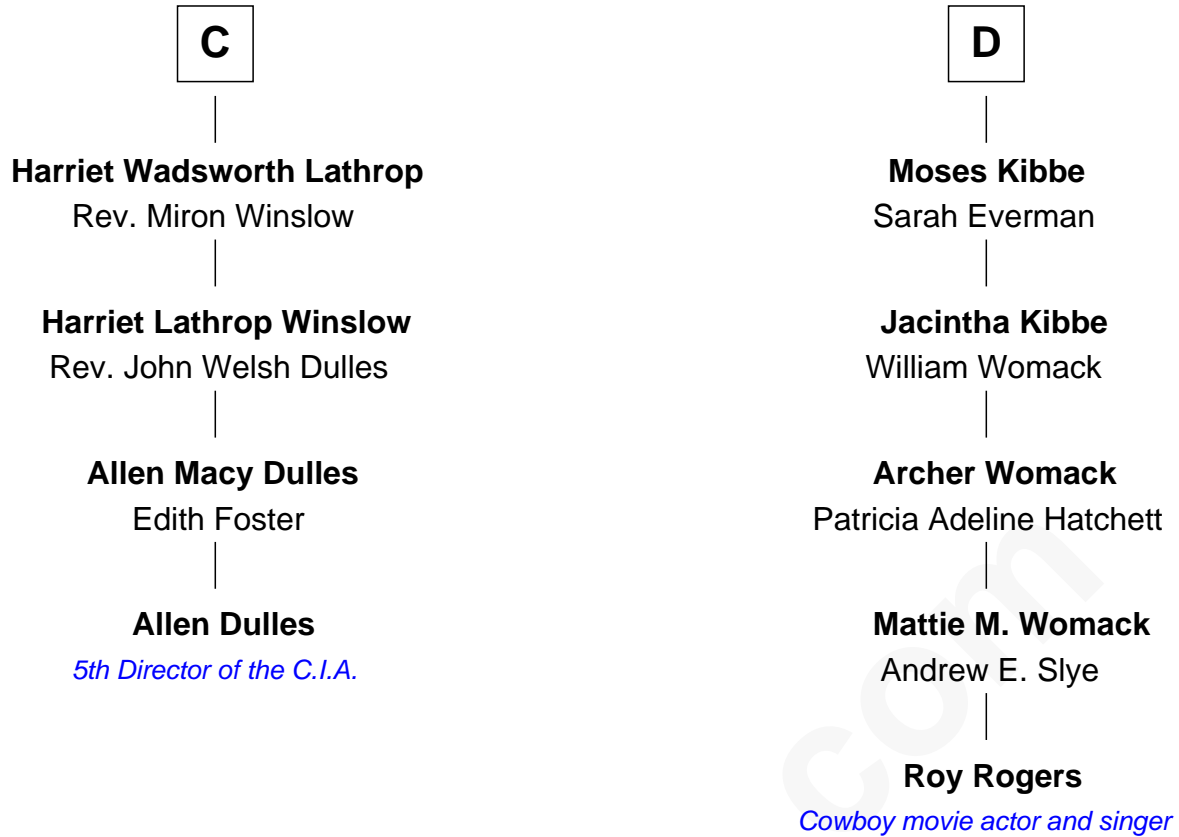 C
Harriet Wadsworth Lathrop
Rev. Miron Winslow
Harriet Lathrop Winslow
Rev. John Welsh Dulles
Allen Macy Dulles
Edith Foster
Allen Dulles
5th Director of the C.I.A.
D
Moses Kibbe
Sarah Everman
Jacintha Kibbe
William Womack
Archer Womack
Patricia Adeline Hatchett
Mattie M. Womack
Andrew E. Slye
Roy Rogers
Cowboy movie actor and singer
com